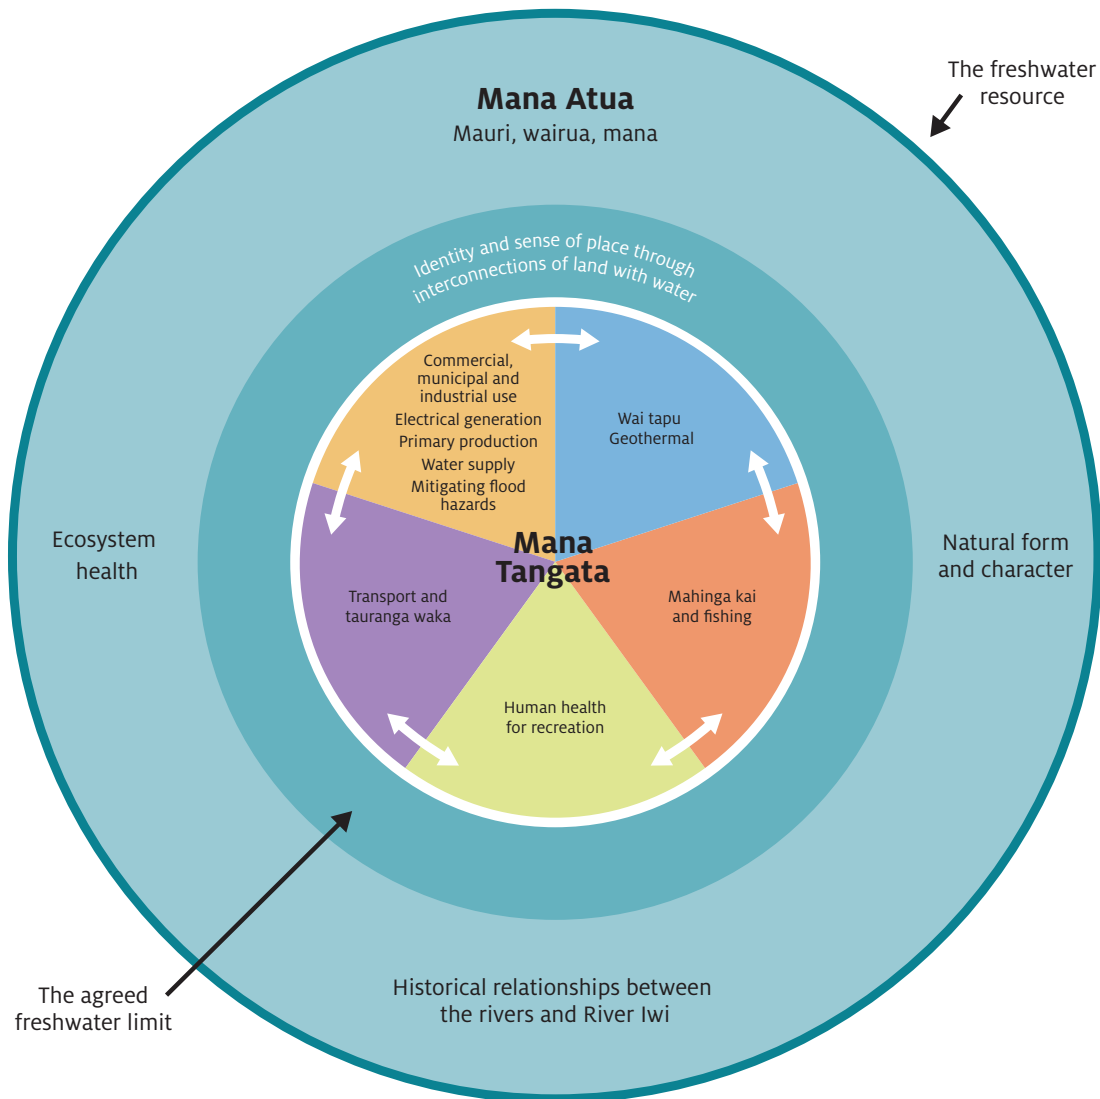 The freshwater
resource
Mana Atua
Mauri, wairua, mana
Identity and sense of place through
interconnections of land with water
Commercial,
municipal and
industrial use
Electrical generation
Primary production
Water supply
Mitigating flood
hazards
Wai tapu
Geothermal
Mana
Tangata
Ecosystem
health
Natural form
and character
Transport and
tauranga waka
Mahinga kai
and fishing
Human health
for recreation
Historical relationships between
the rivers and River Iwi
The agreed
freshwater limit